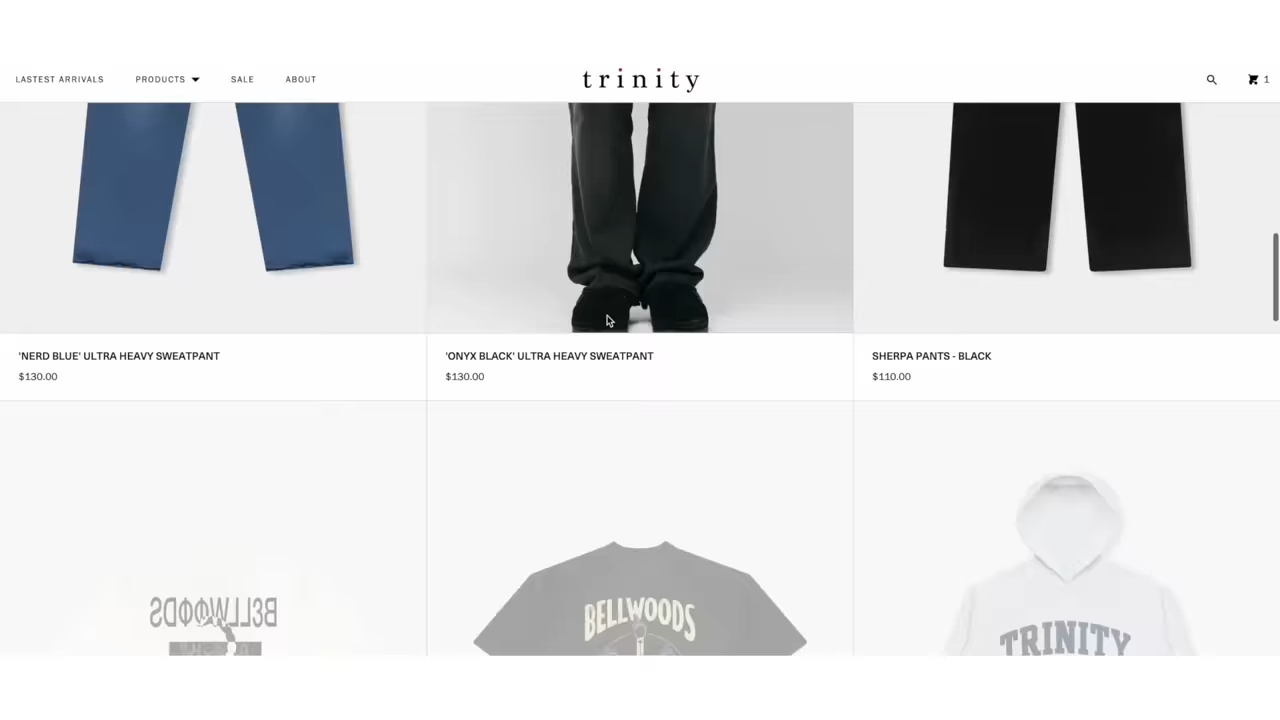 LASTEST ARRIVALS PRODUCTS SALE ABOUT trinity 1
'NERD BLUE' ULTRA HEAVY SWEATPANT
$130.00
'ONYX BLACK' ULTRA HEAVY SWEATPANT
$130.00
SHERPA PANTS - BLACK
$110.00
BELLWOODS
BELLWOODS
TRINITY